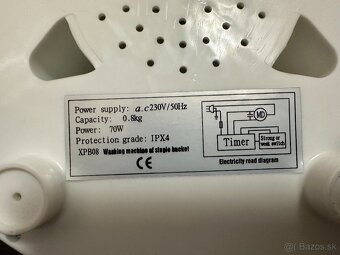 Power supply: a.c230V/50Hz
Capacity: 0.8kg
Power: 70W
Protection grade: IPX4
XPB08 Washing machine of single bucket
CE
MD
Timer
Strong or weak switch
Electricity road diagram
© Bazos.sk